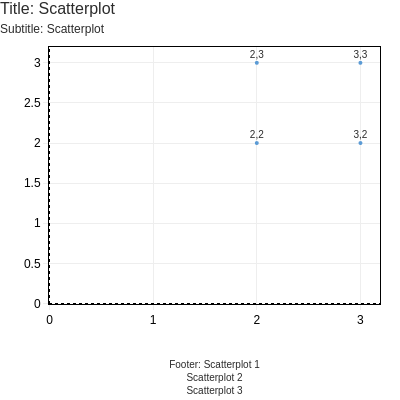 Title: Scatterplot
Subtitle: Scatterplot
2,3 3,3
3
2.5
2,2 3,2
2
1.5
1
0.5
0
0 1 2 3
Footer: Scatterplot 1
Scatterplot 2
Scatterplot 3